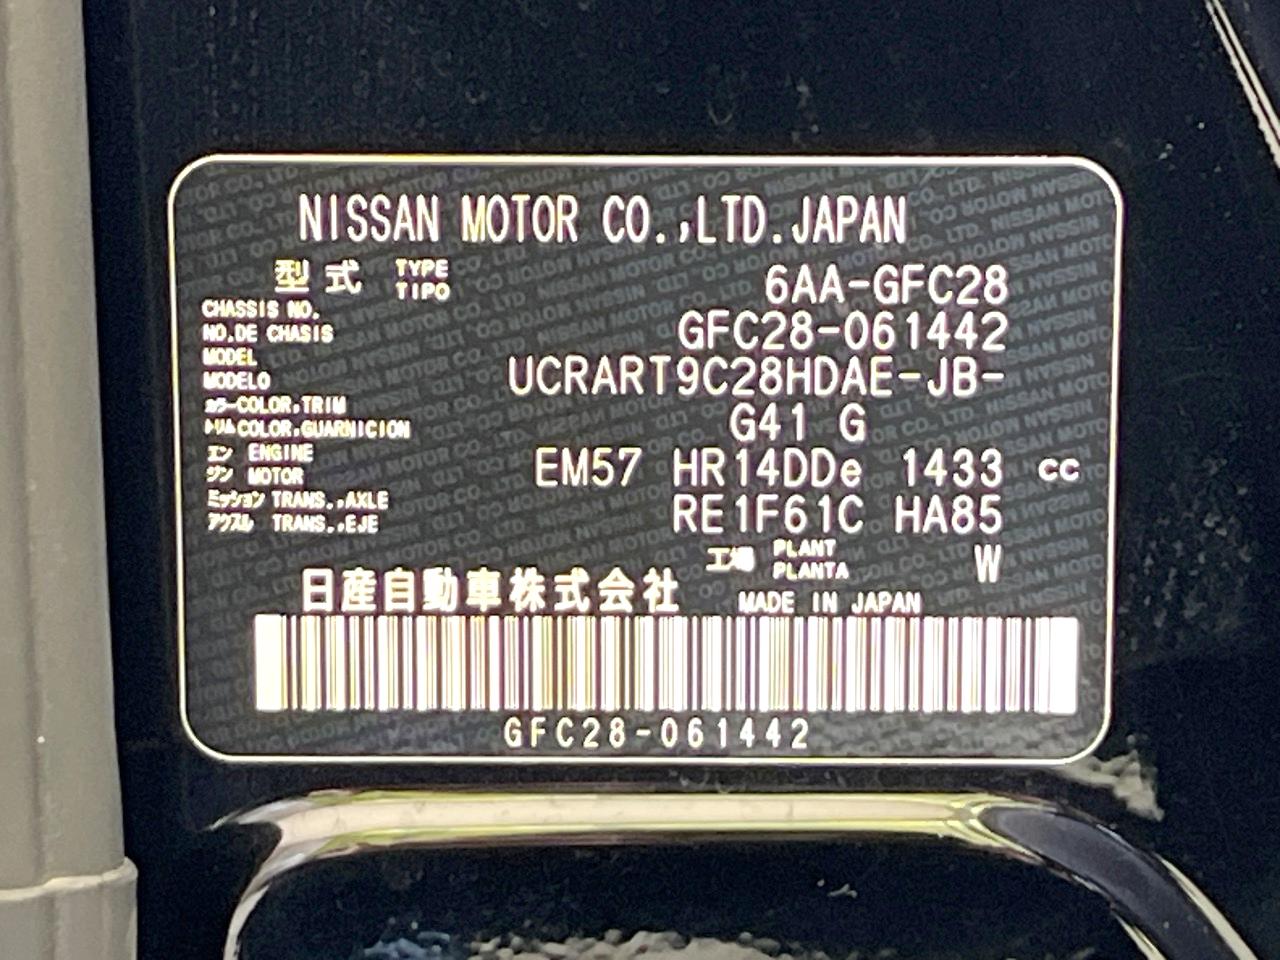 NISSAN MOTOR CO.,LTD.JAPAN
型式 TYPE TIPO 6AA-GFC28
CHASSIS NO.
NO.DE CHASIS GFC28-061442
MODEL
MODELO UCRART9C28HDAE-JB-
カラー COLOR,TRIM
トリム COLOR,GUARNICION G41 G
エン ENGINE
ジン MOTOR EM57 HR14DDe 1433 cc
ミッション TRANS.,AXLE
アクスル TRANS.,EJE RE1F61C HA85
工場 PLANT PLANTA W
日産自動車株式会社 MADE IN JAPAN
GFC28-061442